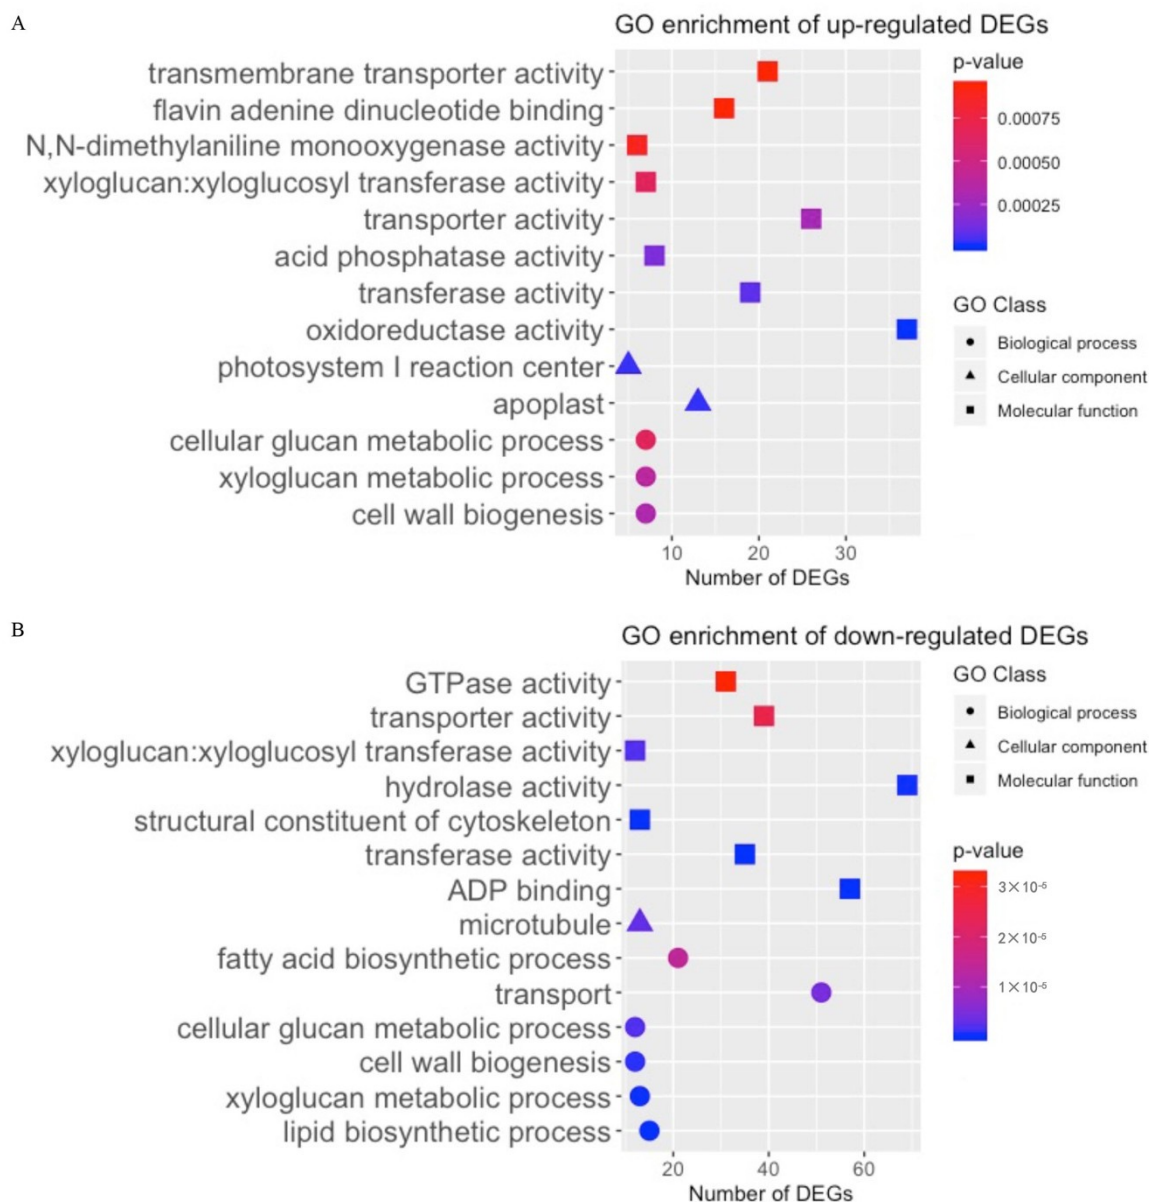 A
GO enrichment of up-regulated DEGs
transmembrane transporter activity
flavin adenine dinucleotide binding
N,N-dimethylaniline monooxygenase activity
xyloglucan:xyloglucosyl transferase activity
transporter activity
acid phosphatase activity
transferase activity
oxidoreductase activity
photosystem I reaction center
apoplast
cellular glucan metabolic process
xyloglucan metabolic process
cell wall biogenesis
10 20 30
Number of DEGs
p-value
0.00075
0.00050
0.00025
GO Class
Biological process
Cellular component
Molecular function
B
GO enrichment of down-regulated DEGs
GTPase activity
transporter activity
xyloglucan:xyloglucosyl transferase activity
hydrolase activity
structural constituent of cytoskeleton
transferase activity
ADP binding
microtubule
fatty acid biosynthetic process
transport
cellular glucan metabolic process
cell wall biogenesis
xyloglucan metabolic process
lipid biosynthetic process
20 40 60
Number of DEGs
GO Class
Biological process
Cellular component
Molecular function
p-value
3×10⁻⁵
2×10⁻⁵
1×10⁻⁵